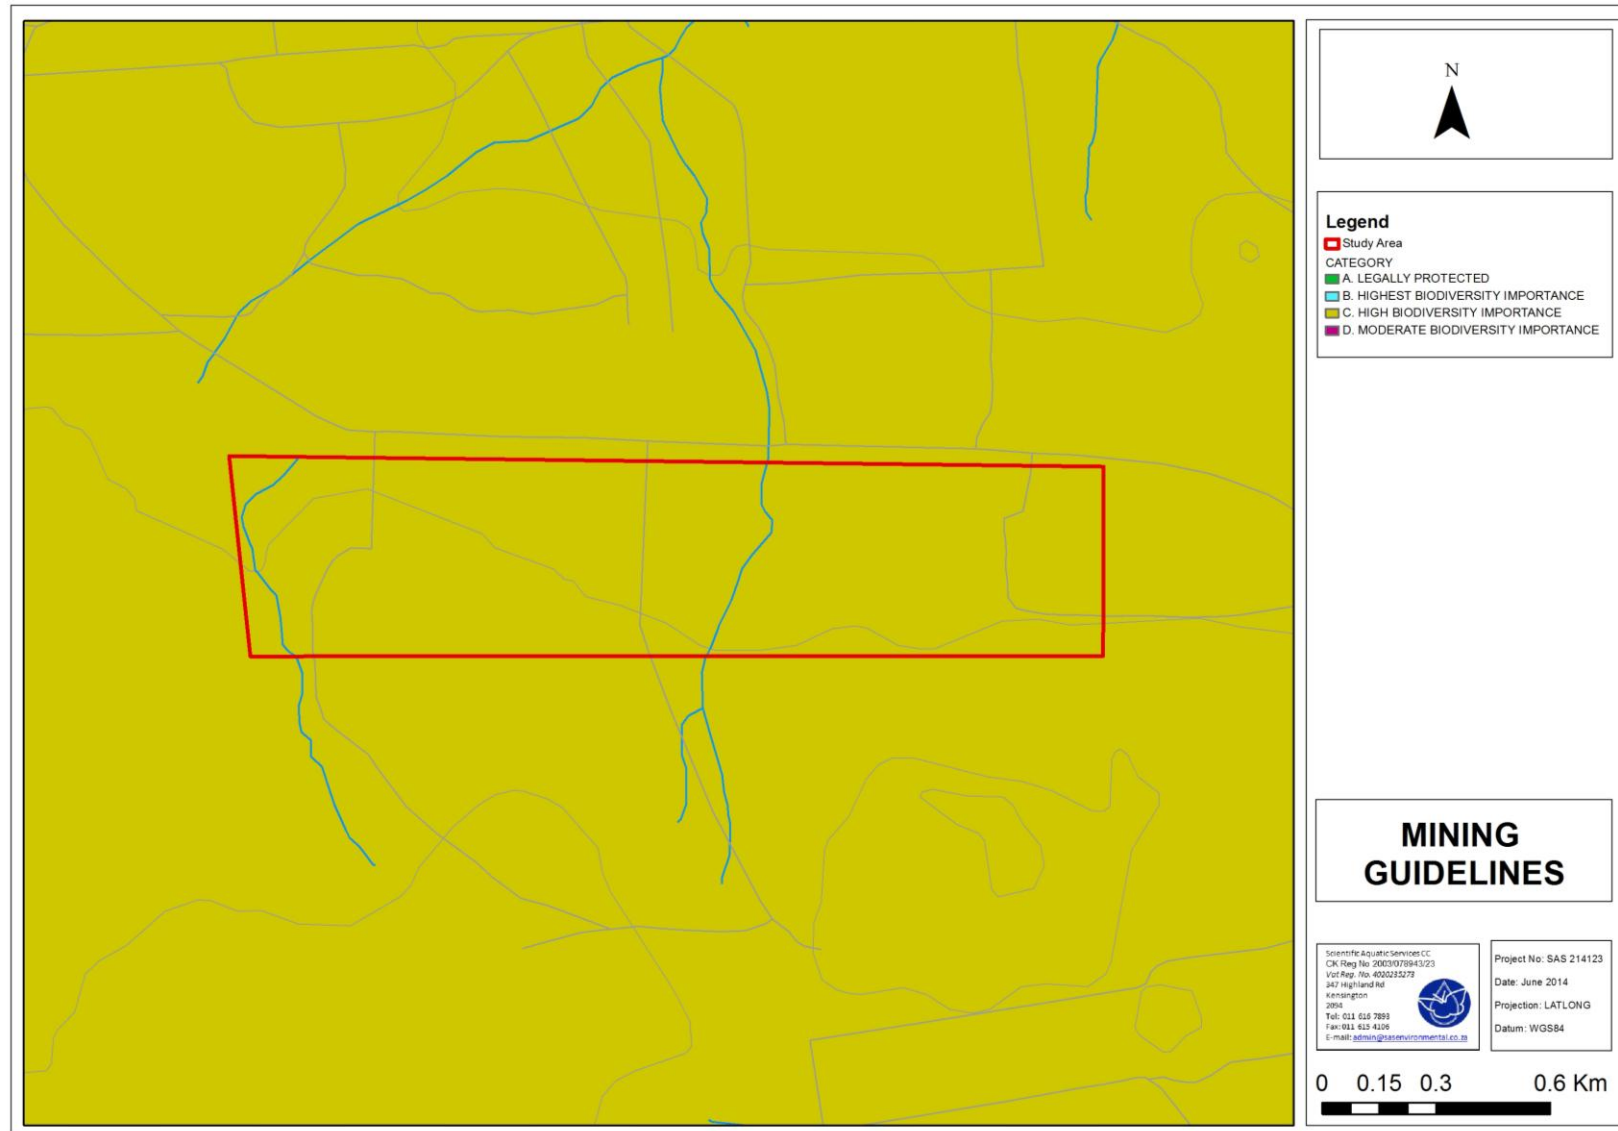 N
Legend
Study Area
CATEGORY
A. LEGALLY PROTECTED
B. HIGHEST BIODIVERSITY IMPORTANCE
C. HIGH BIODIVERSITY IMPORTANCE
D. MODERATE BIODIVERSITY IMPORTANCE
MINING
GUIDELINES
Scientific Aquatic Services CC
CK Reg No 2003/078943/23
Vat Reg. No. 4020235273
347 Highland Rd
Kensington
2094
Tel: 011 616 7893
Fax: 011 615 4106
E-mail: admin@sasenvironmental.co.za
Project No: SAS 214123
Date: June 2014
Projection: LATLONG
Datum: WGS84
0 0.15 0.3 0.6 Km